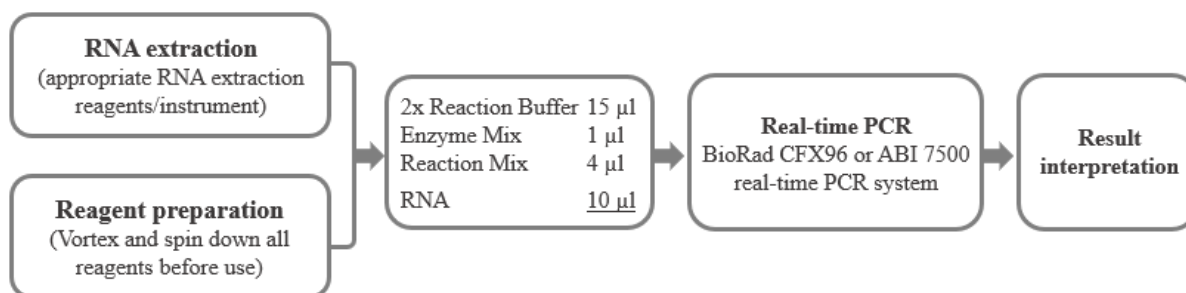 RNA extraction
(appropriate RNA extraction
reagents/instrument)
Reagent preparation
(Vortex and spin down all
reagents before use)
2x Reaction Buffer 15 µl
Enzyme Mix 1 µl
Reaction Mix 4 µl
RNA 10 µl
Real-time PCR
BioRad CFX96 or ABI 7500
real-time PCR system
Result
interpretation